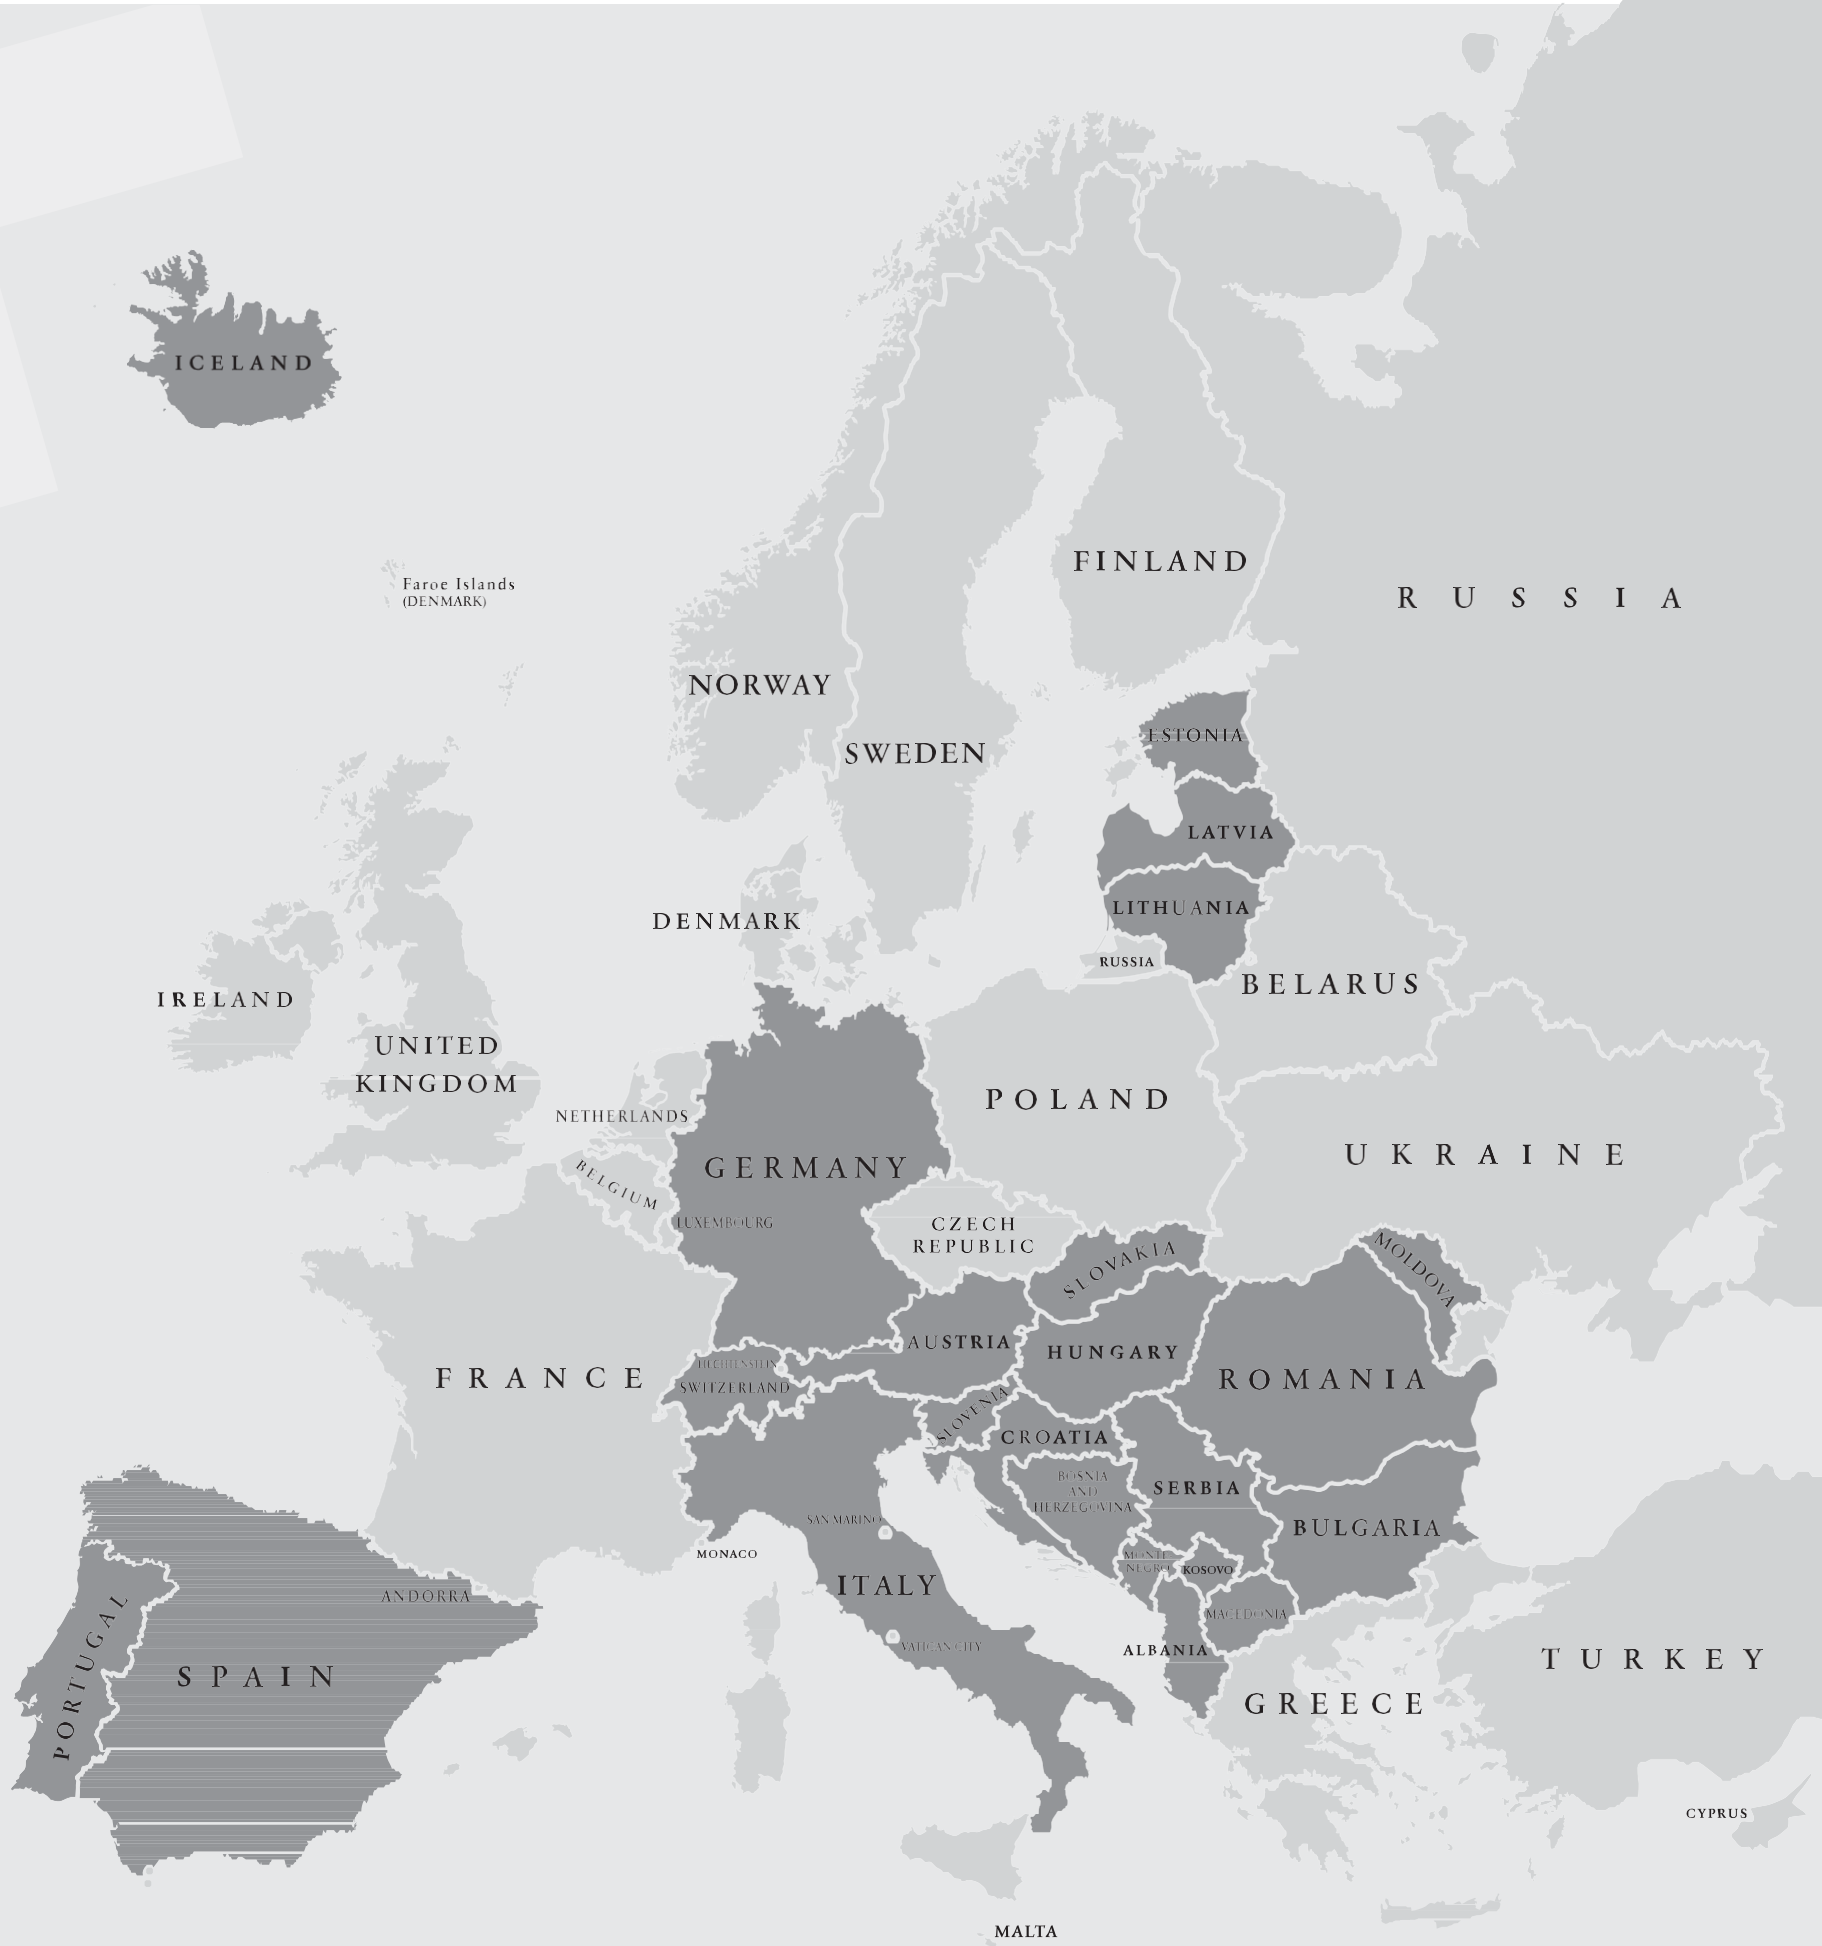 ICELAND
FINLAND
Faroe Islands
(DENMARK)
RUSSIA
NORWAY
SWEDEN
ESTONIA
LATVIA
LITHUANIA
DENMARK
RUSSIA
BELARUS
IRELAND
UNITED
KINGDOM
POLAND
NETHERLANDS
UKRAINE
GERMANY
BELGIUM
LUXEMBOURG
CZECH
REPUBLIC
SLOVAKIA
MOLDOVA
AUSTRIA
HUNGARY
LIECHTENSTEIN
SWITZERLAND
FRANCE
ROMANIA
SLOVENIA
CROATIA
BOSNIA
AND
HERZEGOVINA
SERBIA
SAN MARINO
BULGARIA
MONACO
MONTE
NEGRO
KOSOVO
ITALY
ANDORRA
MACEDONIA
PORTUGAL
VATICAN CITY
ALBANIA
SPAIN
TURKEY
GREECE
CYPRUS
MALTA